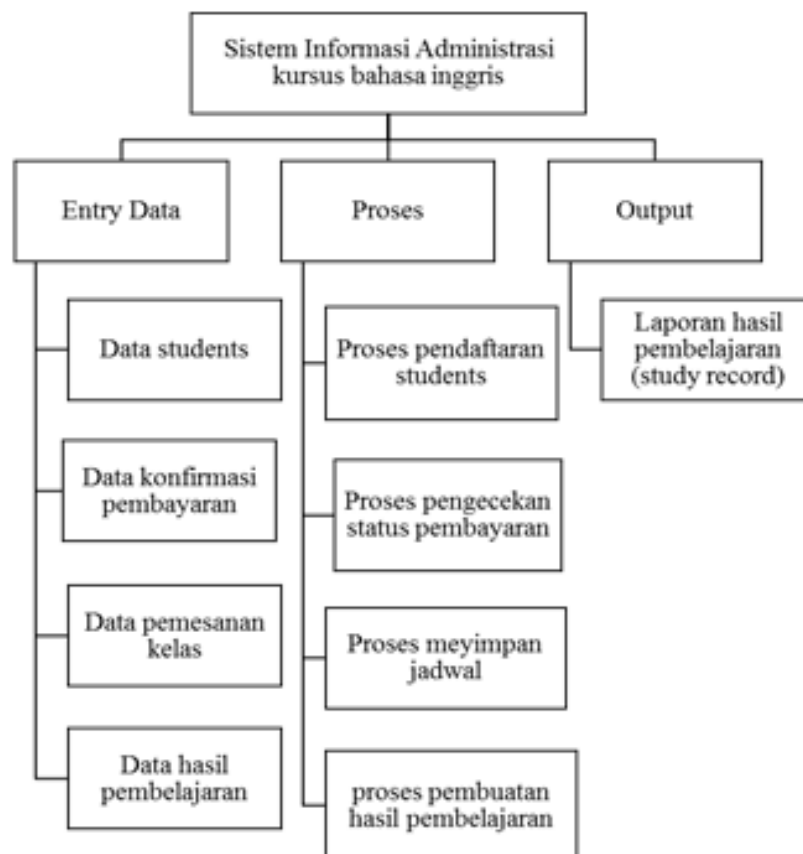 Sistem Informasi Administrasi
kursus bahasa inggris
Entry Data
Proses
Output
Data students
Data konfirmasi
pembayaran
Data pemesanan
kelas
Data hasil
pembelajaran
Proses pendaftaran
students
Proses pengecekan
status pembayaran
Proses meyimpan
jadwal
proses pembuatan
hasil pembelajaran
Laporan hasil
pembelajaran
(study record)